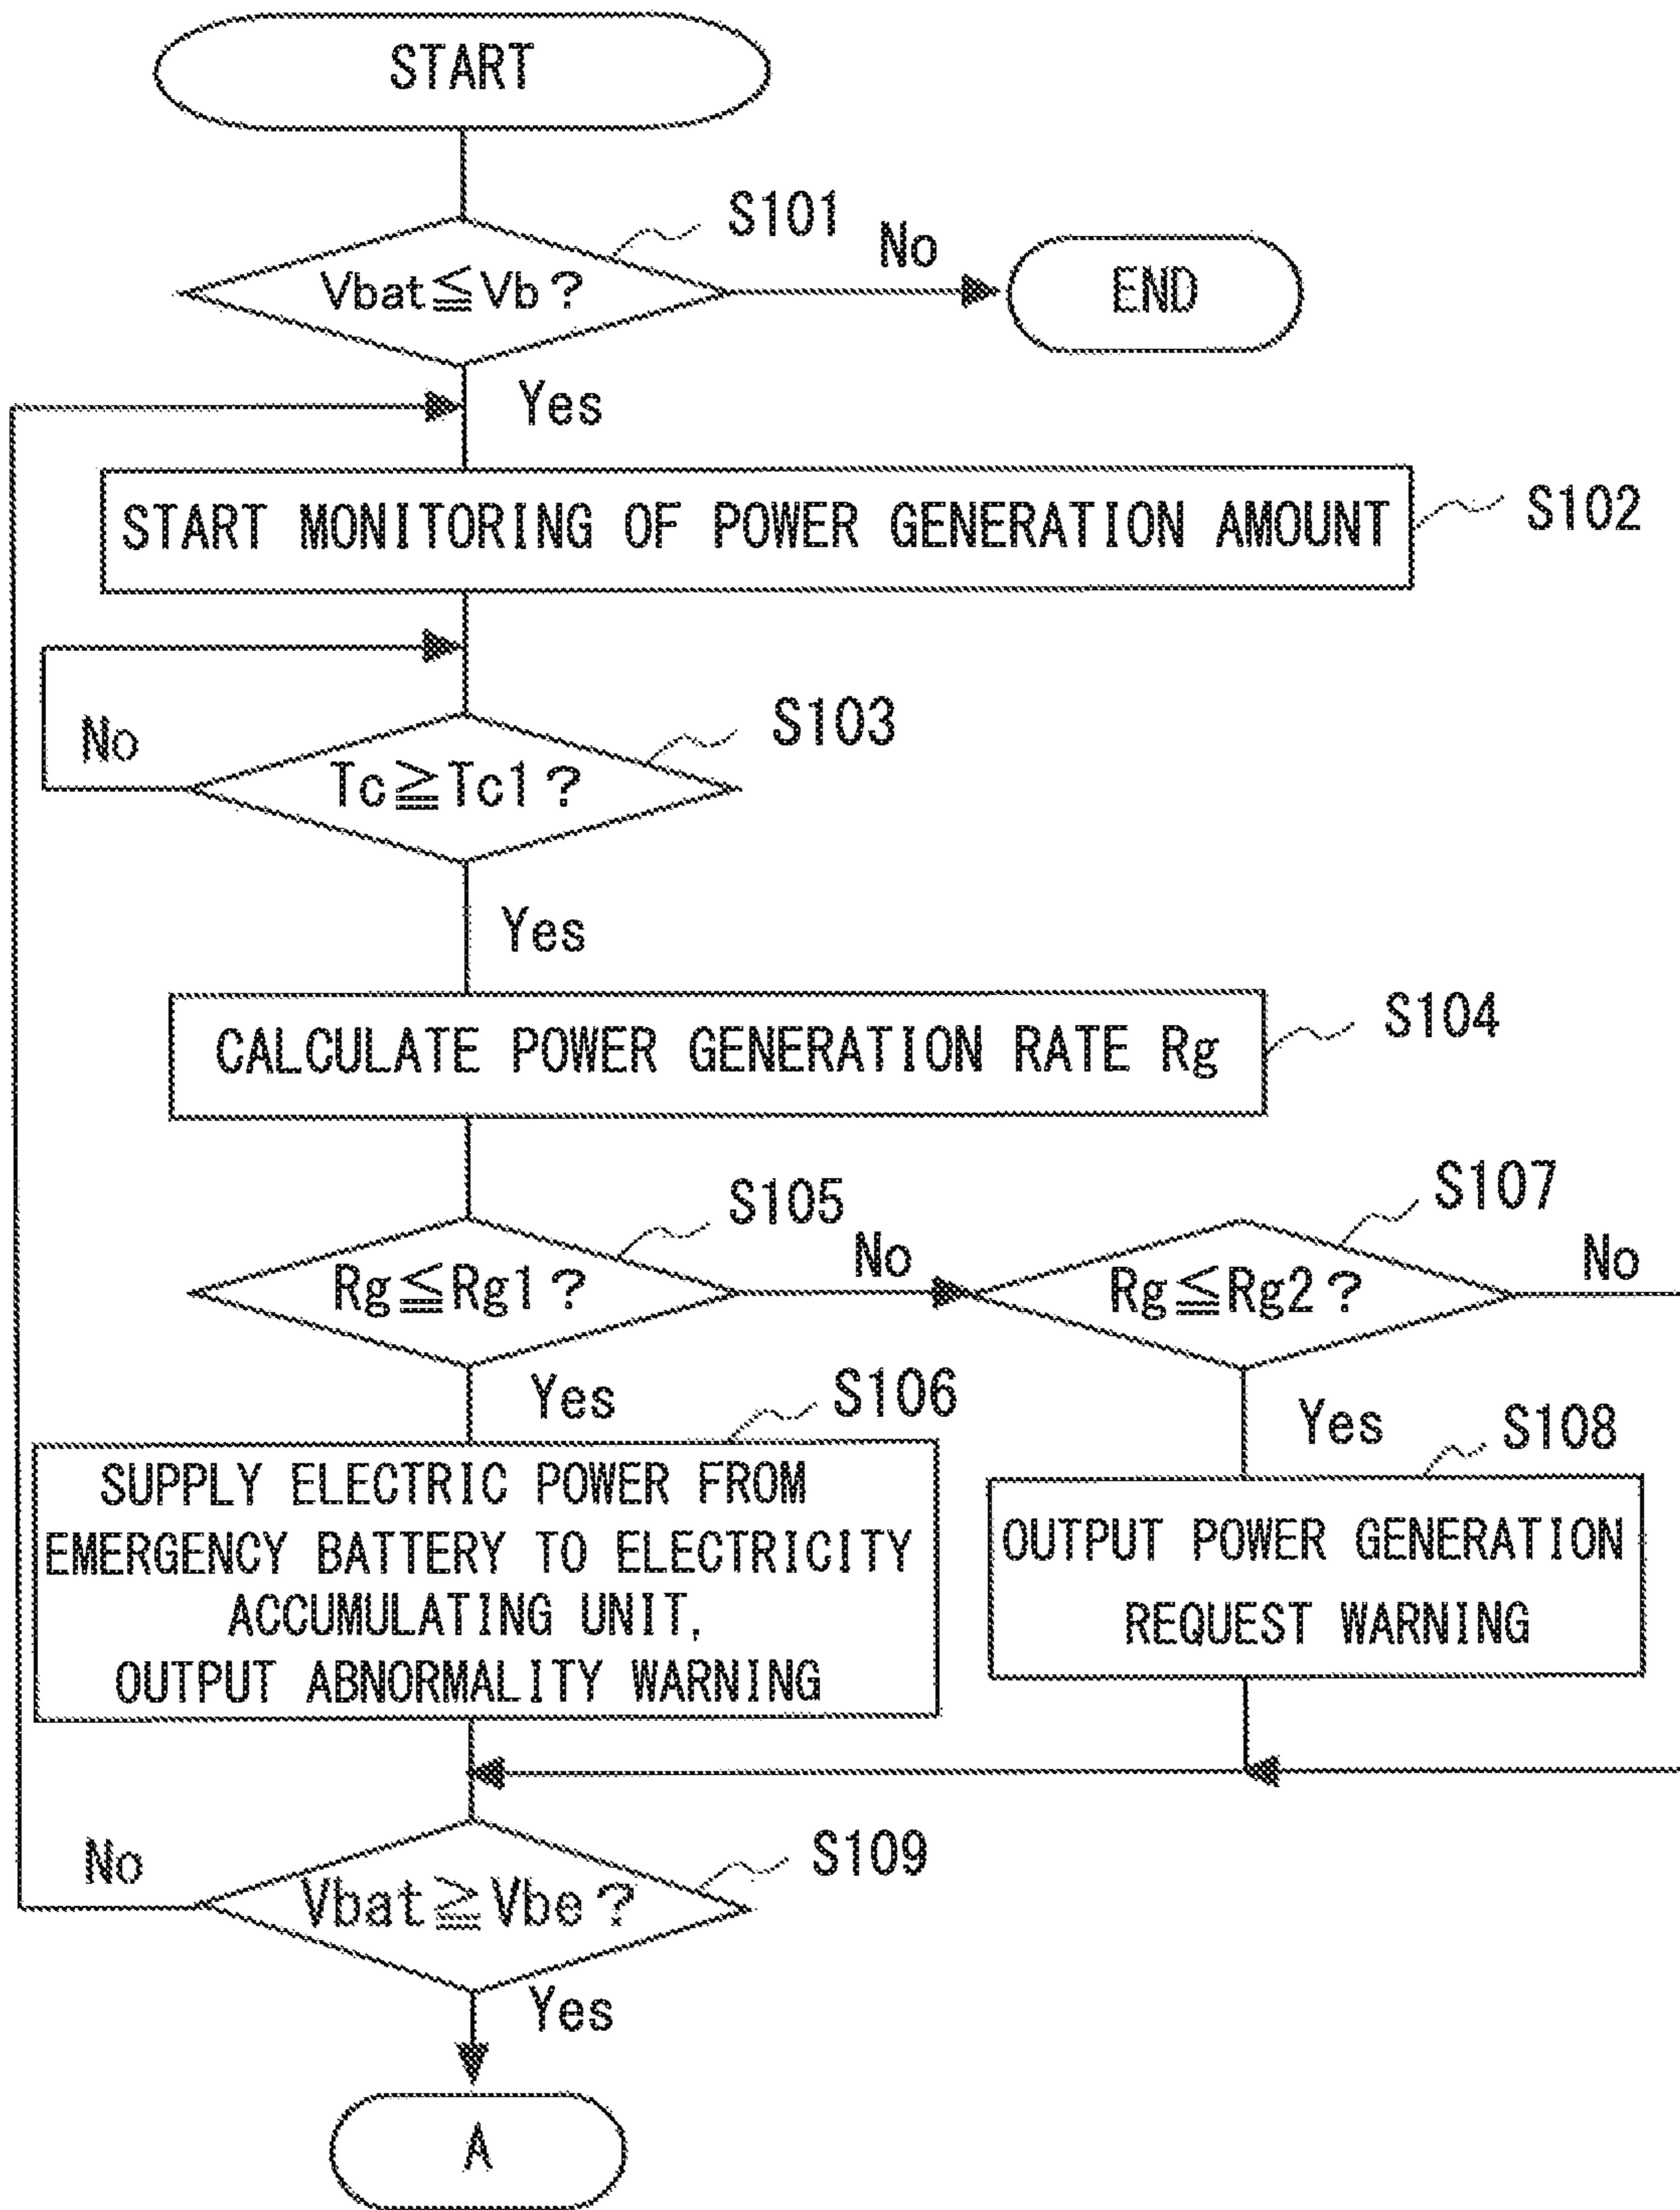 START
S101
Vbat≦Vb?
No
END
Yes
START MONITORING OF POWER GENERATION AMOUNT
S102
No
Tc≧Tc1?
S103
Yes
CALCULATE POWER GENERATION RATE Rg
S104
Rg≦Rg1?
S105
No
Rg≦Rg2?
S107
No
Yes
S106
SUPPLY ELECTRIC POWER FROM
EMERGENCY BATTERY TO ELECTRICITY
ACCUMULATING UNIT,
OUTPUT ABNORMALITY WARNING
Yes
S108
OUTPUT POWER GENERATION
REQUEST WARNING
No
Vbat≧Vbe?
S109
Yes
A